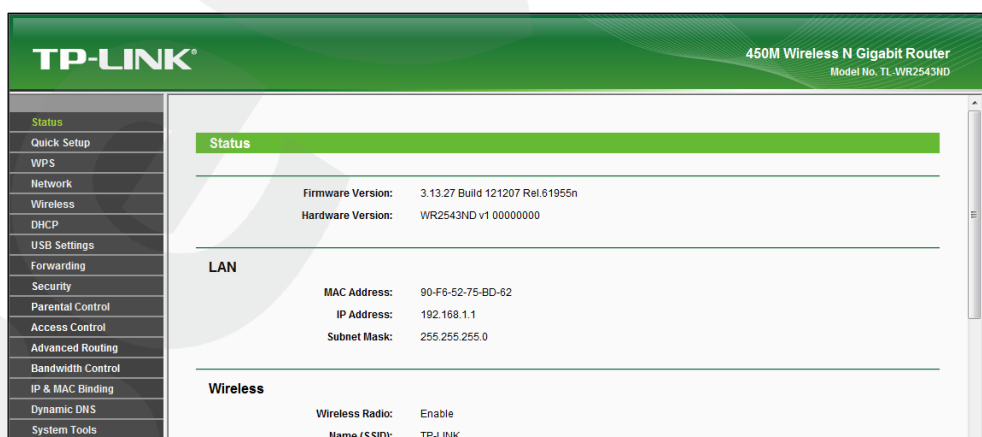 TP-LINK®
450M Wireless N Gigabit Router
Model No. TL-WR2543ND
Status
Quick Setup
WPS
Network
Wireless
DHCP
USB Settings
Forwarding
Security
Parental Control
Access Control
Advanced Routing
Bandwidth Control
IP & MAC Binding
Dynamic DNS
System Tools
Status
Firmware Version: 3.13.27 Build 121207 Rel.61955n
Hardware Version: WR2543ND v1 00000000
LAN
MAC Address: 90-F6-52-75-BD-62
IP Address: 192.168.1.1
Subnet Mask: 255.255.255.0
Wireless
Wireless Radio: Enable
Name (SSID): TP-LINK